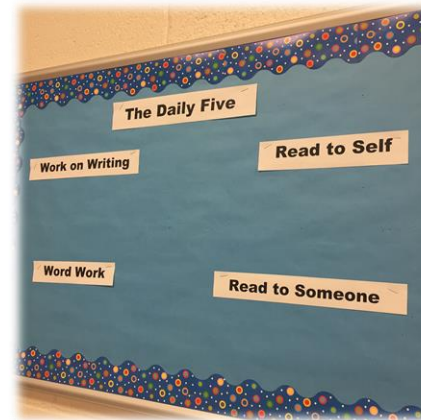 The Daily Five
Work on Writing
Read to Self
Word Work
Read to Someone